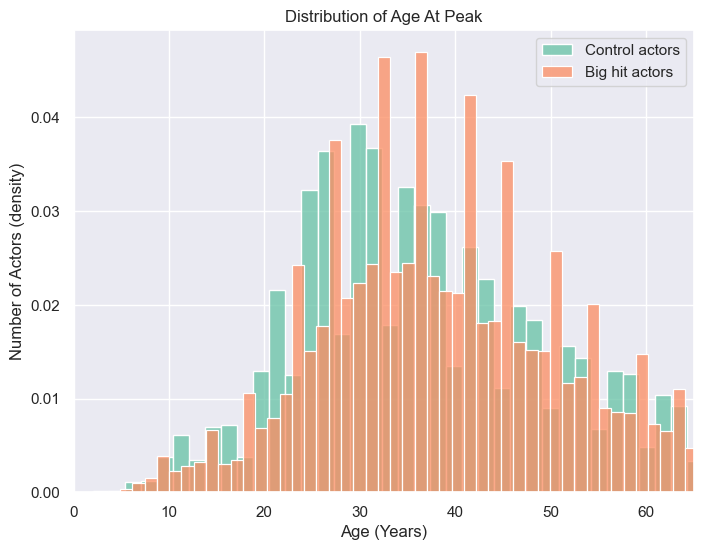 Distribution of Age At Peak
Control actors
Big hit actors
Number of Actors (density)
0.04
0.03
0.02
0.01
0.00
0 10 20 30 40 50 60
Age (Years)